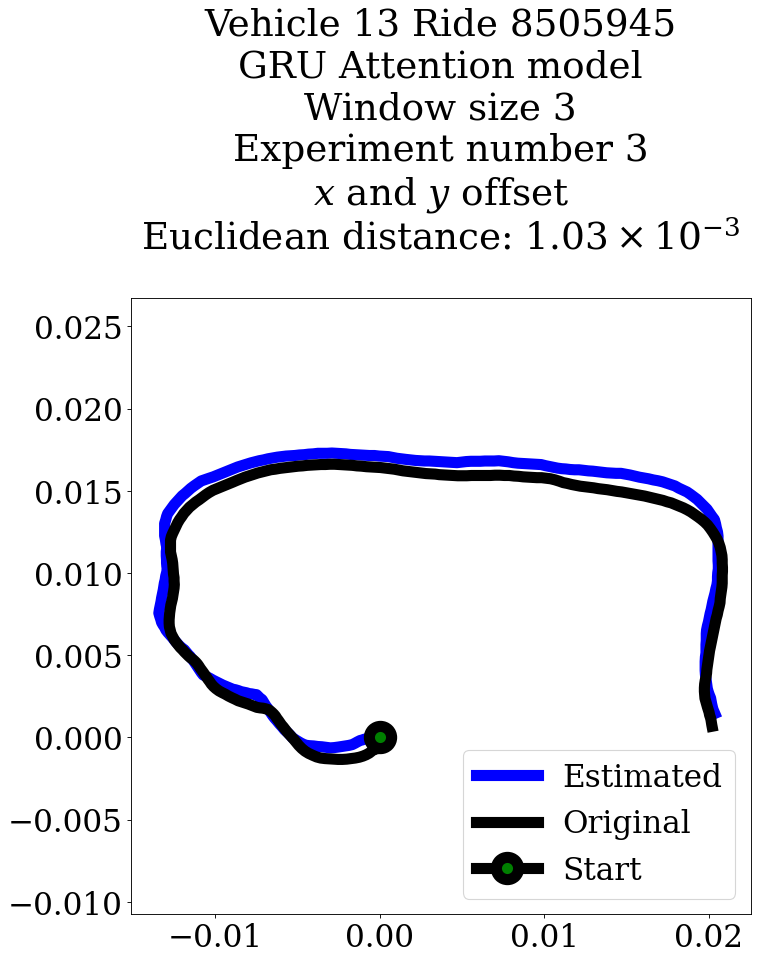 Vehicle 13 Ride 8505945
GRU Attention model
Window size 3
Experiment number 3
x and y offset
Euclidean distance: 1.03 × 10⁻³
0.025
0.020
0.015
0.010
0.005
0.000
−0.005
−0.010
−0.01 0.00 0.01 0.02
Estimated
Original
Start